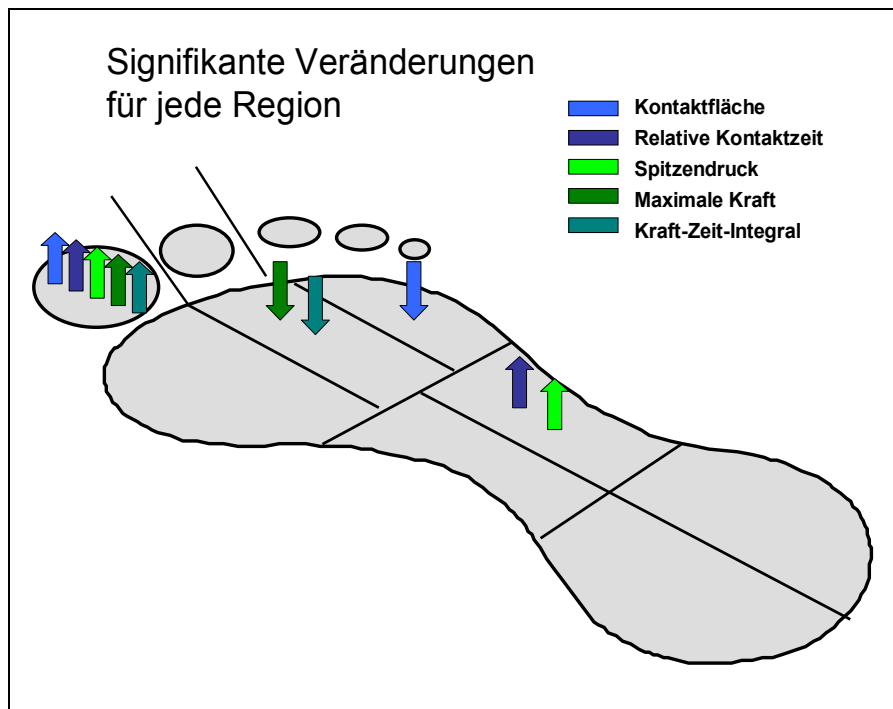 Signifikante Veränderungen
für jede Region
Kontaktfläche
Relative Kontaktzeit
Spitzendruck
Maximale Kraft
Kraft-Zeit-Integral